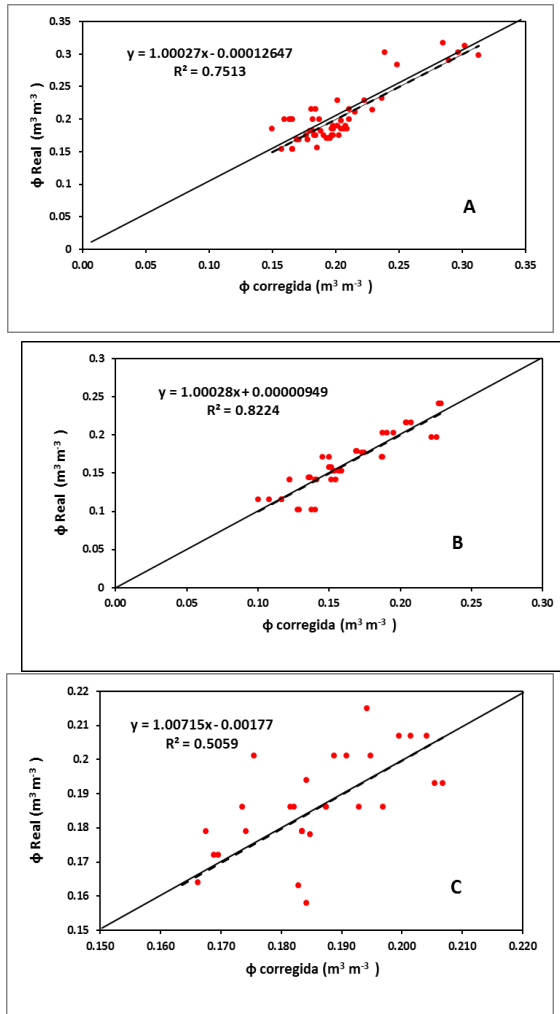 0.35
0.3
0.25
0.2
0.15
0.1
0.05
0
ϕ Real (m³ m⁻³ )
y = 1.00027x - 0.00012647
R² = 0.7513
A
0.00 0.05 0.10 0.15 0.20 0.25 0.30 0.35
ϕ corregida (m³ m⁻³ )
0.3
0.25
0.2
0.15
0.1
0.05
0
ϕ Real (m³ m⁻³ )
y = 1.00028x + 0.00000949
R² = 0.8224
B
0.00 0.05 0.10 0.15 0.20 0.25 0.30
ϕ corregida (m³ m⁻³ )
0.22
0.21
0.2
0.19
0.18
0.17
0.16
0.15
ϕ Real (m³ m⁻³ )
y = 1.00715x - 0.00177
R² = 0.5059
C
0.150 0.160 0.170 0.180 0.190 0.200 0.210 0.220
ϕ corregida (m³ m⁻³ )